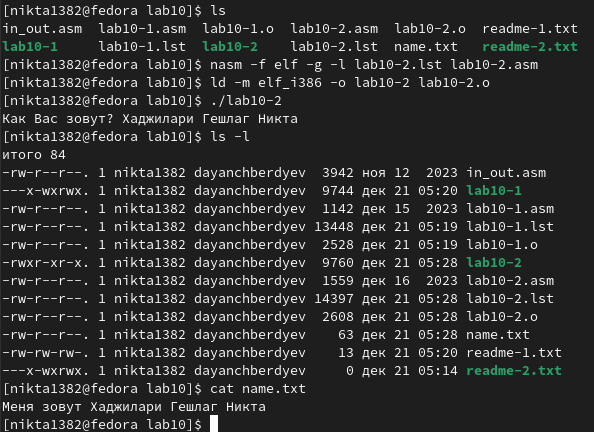 [nikta1382@fedora lab10]$ ls
in_out.asm  lab10-1.asm  lab10-1.o  lab10-2.asm  lab10-2.o  readme-1.txt
lab10-1     lab10-1.lst  lab10-2    lab10-2.lst  name.txt   readme-2.txt
[nikta1382@fedora lab10]$ nasm -f elf -g -l lab10-2.lst lab10-2.asm
[nikta1382@fedora lab10]$ ld -m elf_i386 -o lab10-2 lab10-2.o
[nikta1382@fedora lab10]$ ./lab10-2
Как Вас зовут? Хаджилари Гешлаг Никта
[nikta1382@fedora lab10]$ ls -l
итого 84
-rw-r--r--. 1 nikta1382 dayanchberdyev  3942 ноя 12  2023 in_out.asm
---x-wxrwx. 1 nikta1382 dayanchberdyev  9744 дек 21 05:20 lab10-1
-rw-r--r--. 1 nikta1382 dayanchberdyev  1142 дек 15  2023 lab10-1.asm
-rw-r--r--. 1 nikta1382 dayanchberdyev 13448 дек 21 05:19 lab10-1.lst
-rw-r--r--. 1 nikta1382 dayanchberdyev  2528 дек 21 05:19 lab10-1.o
-rwxr-xr-x. 1 nikta1382 dayanchberdyev  9760 дек 21 05:28 lab10-2
-rw-r--r--. 1 nikta1382 dayanchberdyev  1559 дек 16  2023 lab10-2.asm
-rw-r--r--. 1 nikta1382 dayanchberdyev 14397 дек 21 05:28 lab10-2.lst
-rw-r--r--. 1 nikta1382 dayanchberdyev  2608 дек 21 05:28 lab10-2.o
-rw-r--r--. 1 nikta1382 dayanchberdyev    63 дек 21 05:28 name.txt
-rw-rw-rw-. 1 nikta1382 dayanchberdyev    13 дек 21 05:20 readme-1.txt
---x-wxrwx. 1 nikta1382 dayanchberdyev     0 дек 21 05:14 readme-2.txt
[nikta1382@fedora lab10]$ cat name.txt
Меня зовут Хаджилари Гешлаг Никта
[nikta1382@fedora lab10]$